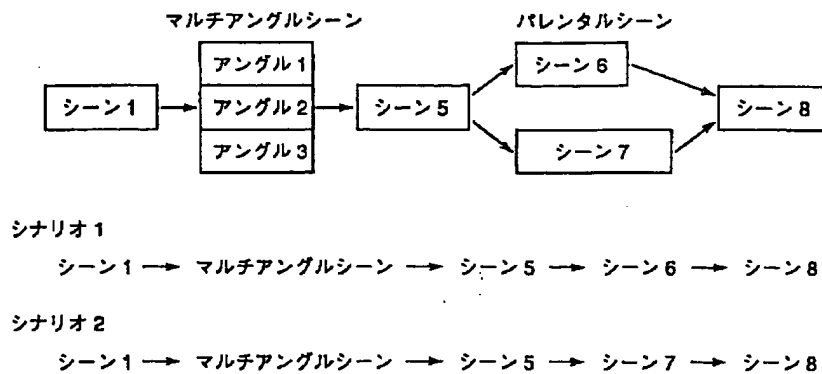 マルチアングルシーン パレンタルシーン
アングル1 シーン6
シーン1 アングル2 シーン5 シーン8
アングル3 シーン7
シナリオ1
シーン1 → マルチアングルシーン → シーン5 → シーン6 → シーン8
シナリオ2
シーン1 → マルチアングルシーン → シーン5 → シーン7 → シーン8